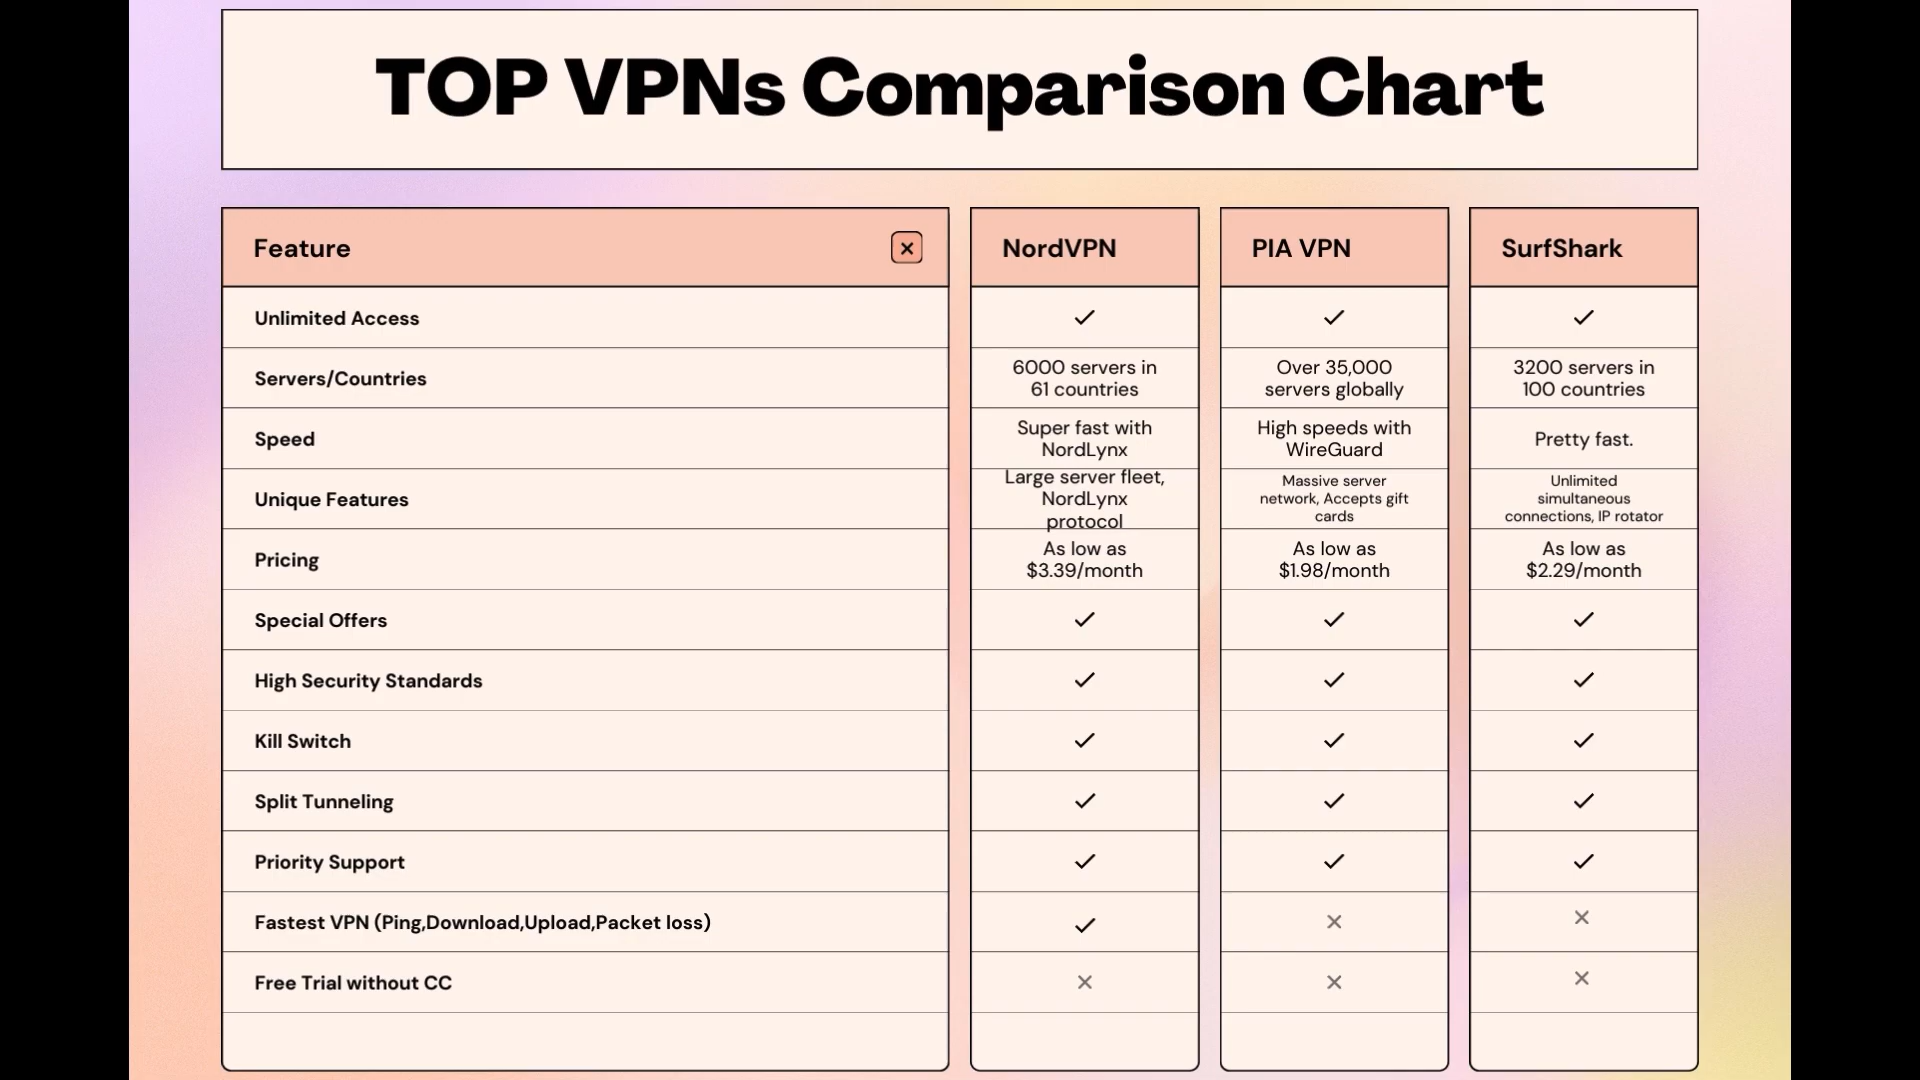 TOP VPNs Comparison Chart
Feature
NordVPN
PIA VPN
SurfShark
Unlimited Access
Servers/Countries
6000 servers in
61 countries
Over 35,000
servers globally
3200 servers in
100 countries
Speed
Super fast with
NordLynx
High speeds with
WireGuard
Pretty fast.
Unique Features
Large server fleet,
NordLynx
protocol
Massive server
network, Accepts gift
cards
Unlimited
simultaneous
connections, IP rotator
Pricing
As low as
$3.39/month
As low as
$1.98/month
As low as
$2.29/month
Special Offers
High Security Standards
Kill Switch
Split Tunneling
Priority Support
Fastest VPN (Ping,Download,Upload,Packet loss)
Free Trial without CC